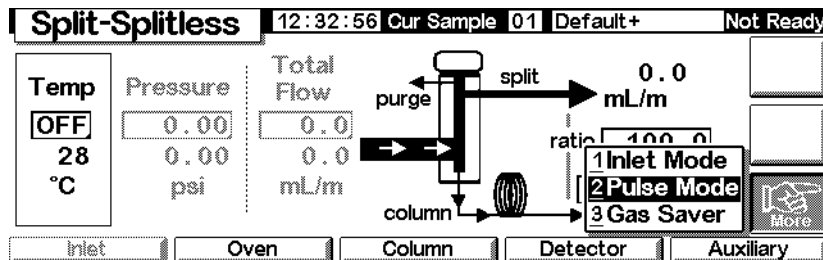 Split-Splitless 12:32:56 Cur Sample 01 Default+ Not Ready
Temp
OFF
28
°C
Pressure
0.00
0.00
psi
Total
Flow
0.0
0.0
mL/m
purge
split
0.0
mL/m
ratio 100.0
column
1 Inlet Mode
2 Pulse Mode
3 Gas Saver
More
Inlet Oven Column Detector Auxiliary